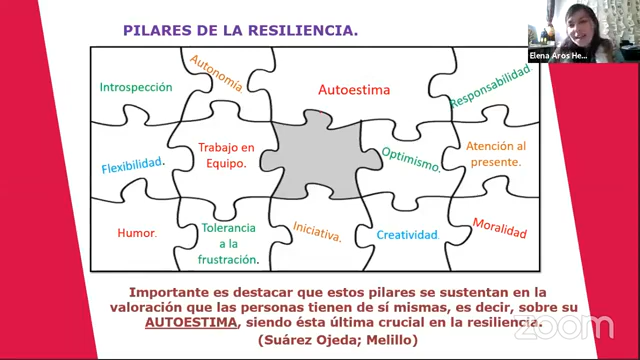 PILARES DE LA RESILIENCIA.
Elena Aros He...
Introspección
Autonomía
Autoestima
Responsabilidad
Flexibilidad.
Trabajo en
Equipo.
Optimismo.
Atención al
presente.
Humor.
Tolerancia
a la
frustración.
Iniciativa.
Creatividad.
Moralidad
Importante es destacar que estos pilares se sustentan en la
valoración que las personas tienen de sí mismas, es decir, sobre su
AUTOESTIMA, siendo ésta última crucial en la resiliencia.
(Suárez Ojeda; Melillo)
zoom